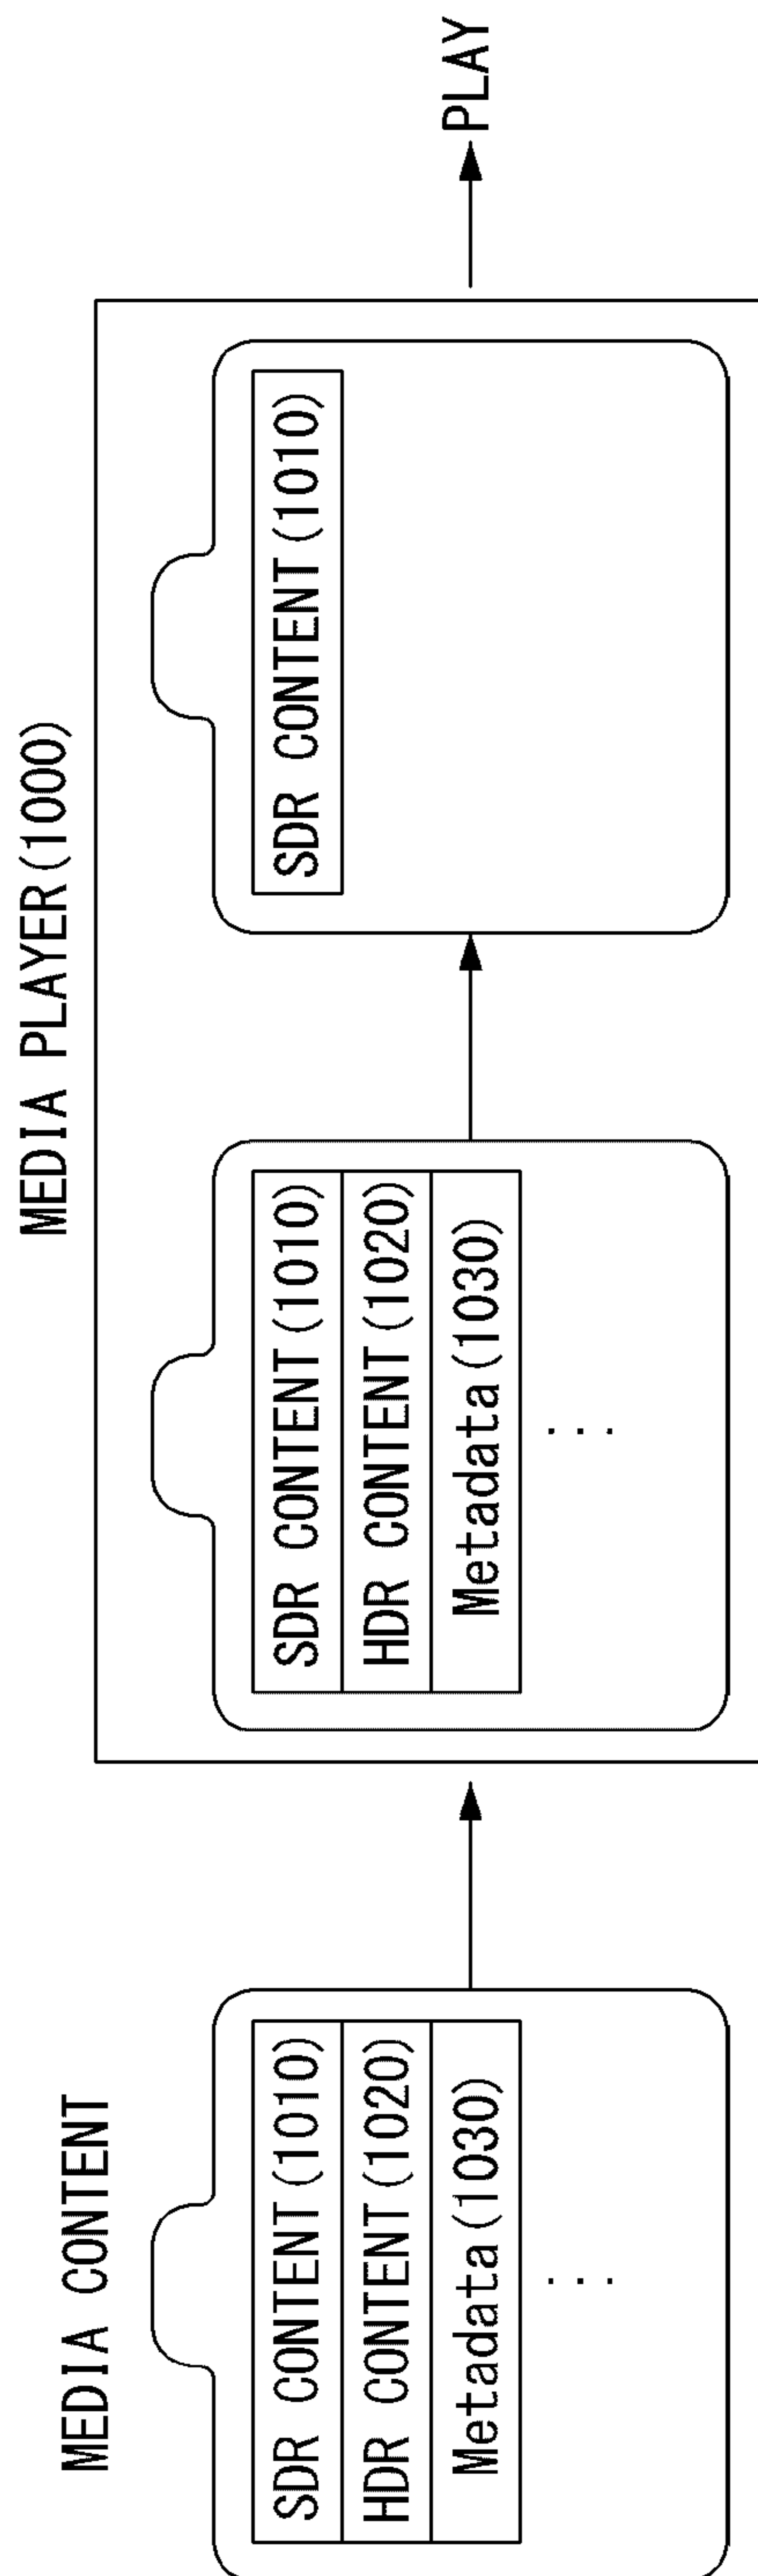 MEDIA CONTENT
SDR CONTENT(1010)
HDR CONTENT(1020)
Metadata(1030)
...
MEDIA PLAYER(1000)
SDR CONTENT(1010)
HDR CONTENT(1020)
Metadata(1030)
...
SDR CONTENT(1010)
PLAY